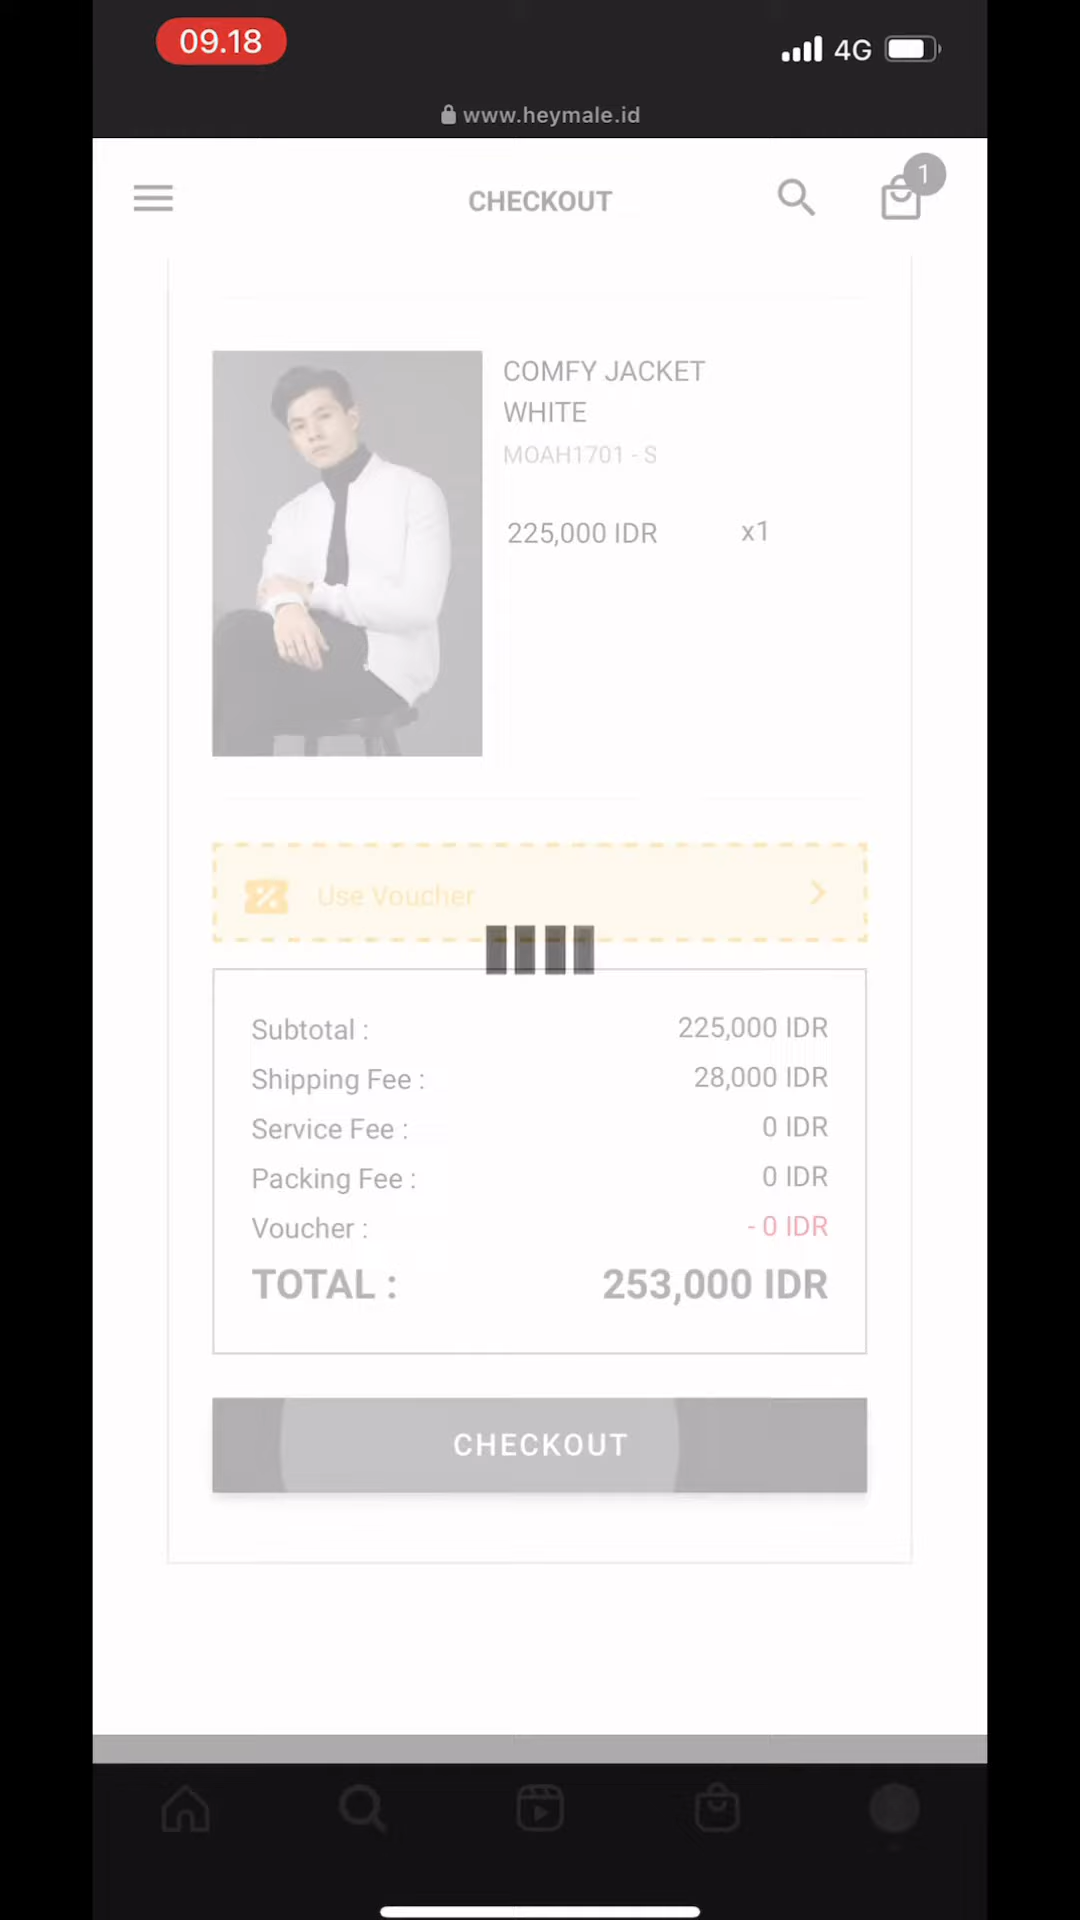 09.18
4G
www.heymale.id
CHECKOUT
1
COMFY JACKET
WHITE
MOAH1701 - S
225,000 IDR x1
Use Voucher
Subtotal : 225,000 IDR
Shipping Fee : 28,000 IDR
Service Fee : 0 IDR
Packing Fee : 0 IDR
Voucher : - 0 IDR
TOTAL : 253,000 IDR
CHECKOUT